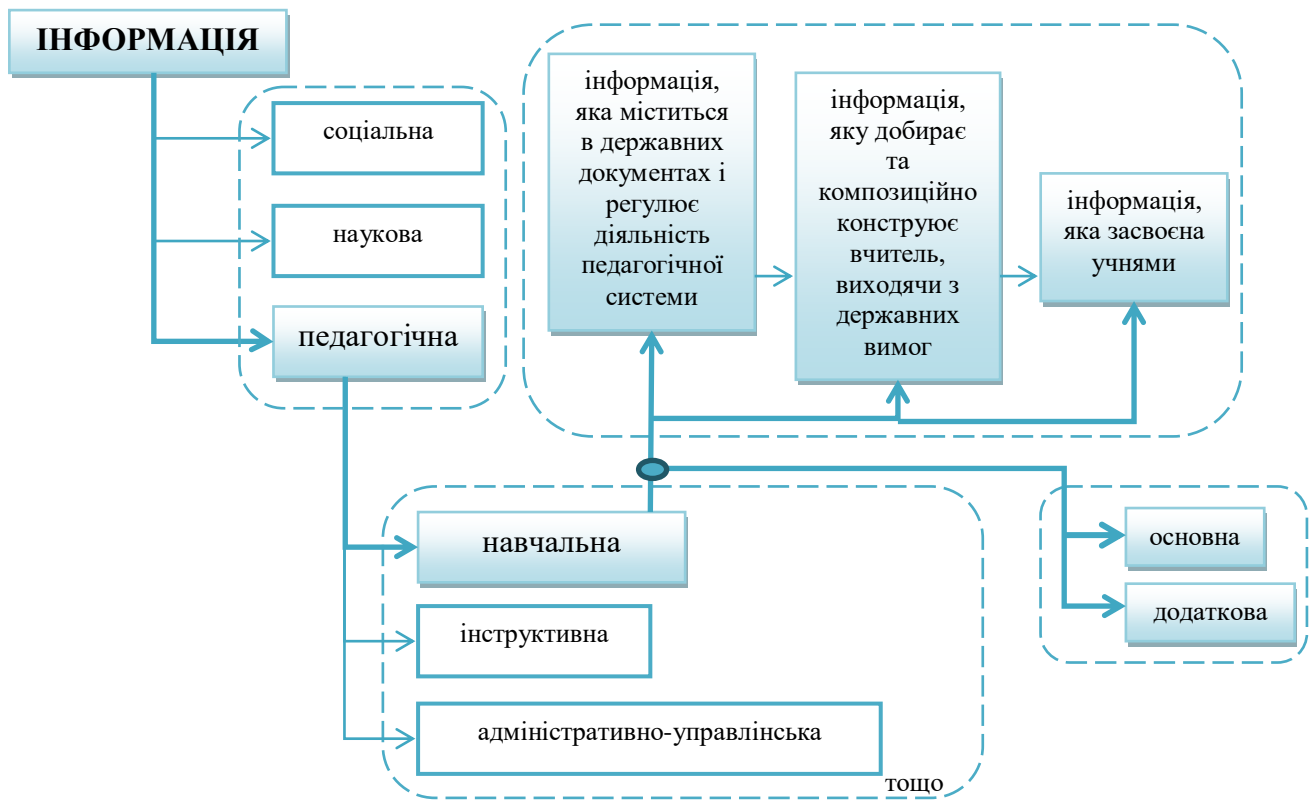 ІНФОРМАЦІЯ
соціальна
наукова
педагогічна
інформація,
яка міститься
в державних
документах і
регулює
діяльність
педагогічної
системи
інформація,
яку добирає
та
композиційно
конструює
вчитель,
виходячи з
державних
вимог
інформація,
яка засвоєна
учнями
навчальна
інструктивна
адміністративно-управлінська
тощо
основна
додаткова